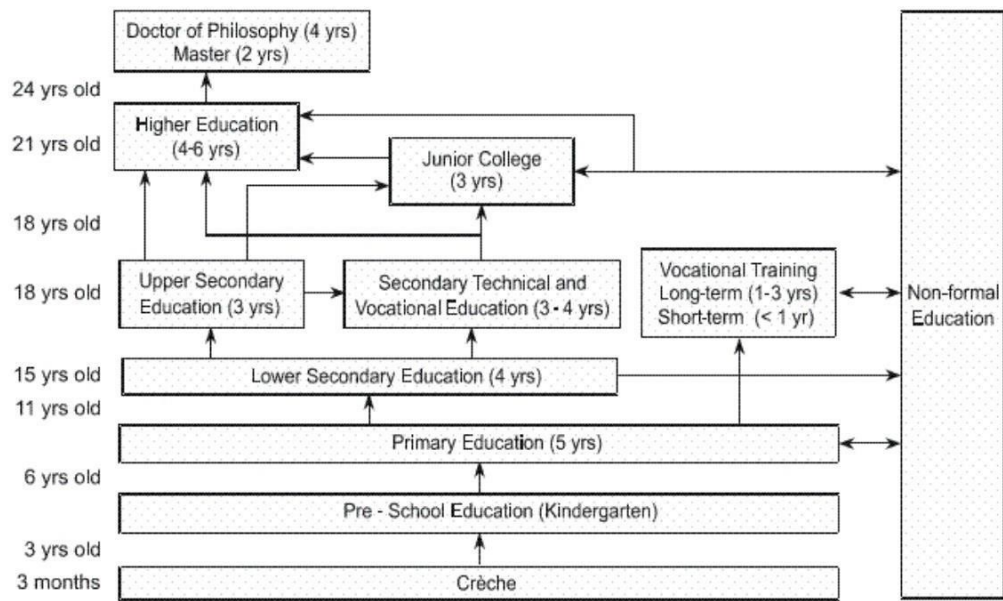 Doctor of Philosophy (4 yrs)
Master (2 yrs)
24 yrs old
Higher Education
(4-6 yrs)
21 yrs old
Junior College
(3 yrs)
18 yrs old
Upper Secondary
Education (3 yrs)
18 yrs old
Secondary Technical and
Vocational Education (3 - 4 yrs)
Vocational Training
Long-term (1-3 yrs)
Short-term (< 1 yr)
Non-formal
Education
15 yrs old
Lower Secondary Education (4 yrs)
11 yrs old
Primary Education (5 yrs)
6 yrs old
Pre - School Education (Kindergarten)
3 yrs old
3 months
Crèche